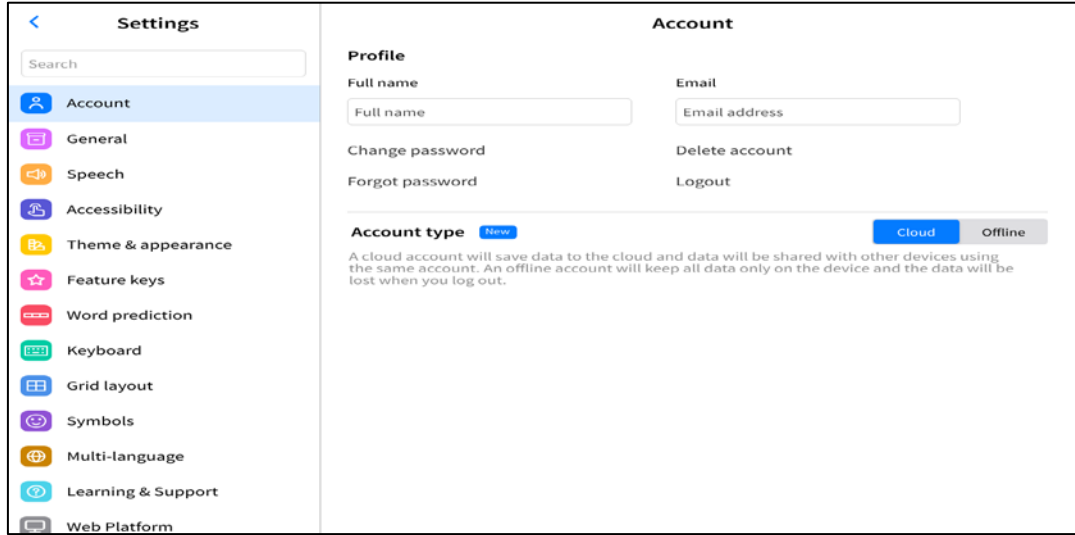 Settings
Search
Account
General
Speech
Accessibility
Theme & appearance
Feature keys
Word prediction
Keyboard
Grid layout
Symbols
Multi-language
Learning & Support
Web Platform
Account
Profile
Full name
Email
Full name
Email address
Change password
Delete account
Forgot password
Logout
Account type New
Cloud
Offline
A cloud account will save data to the cloud and data will be shared with other devices using
the same account. An offline account will keep all data only on the device and the data will be
lost when you log out.